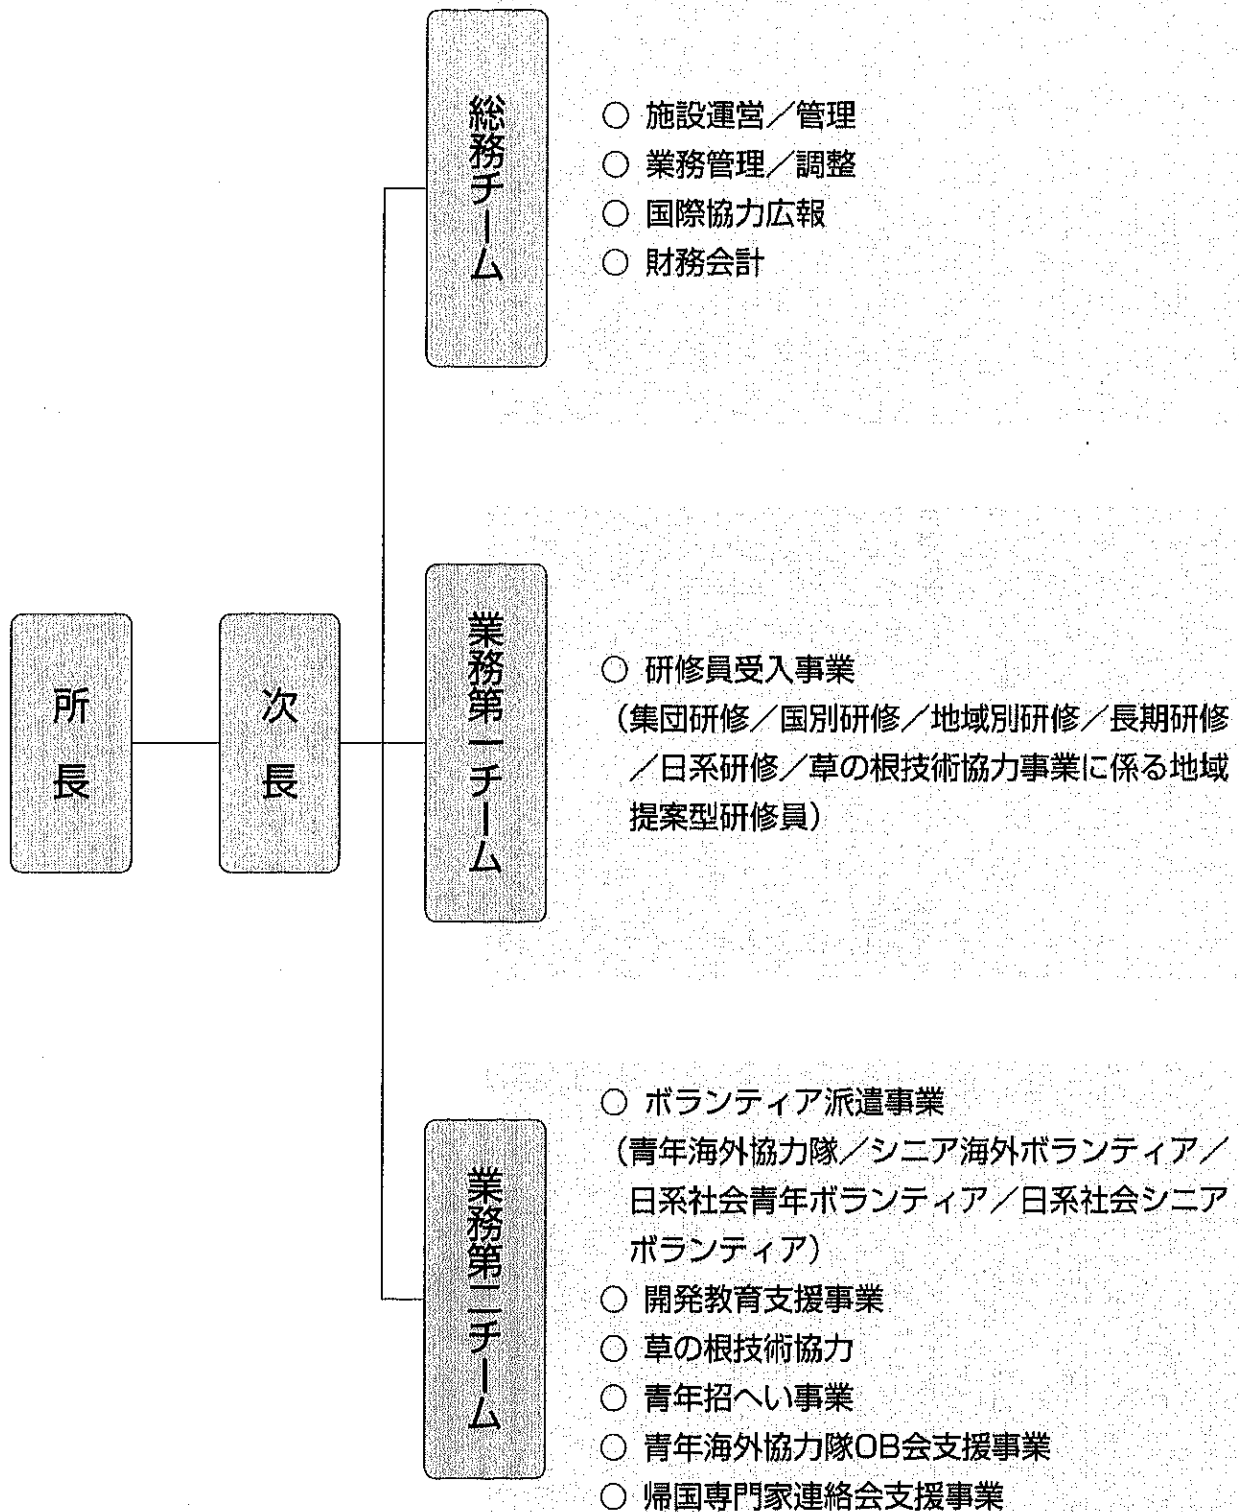 所長
次長
総務チーム
○ 施設運営／管理
○ 業務管理／調整
○ 国際協力広報
○ 財務会計
業務第一チーム
○ 研修員受入事業
（集団研修／国別研修／地域別研修／長期研修
／日系研修／草の根技術協力事業に係る地域
提案型研修員）
業務第二チーム
○ ボランティア派遣事業
（青年海外協力隊／シニア海外ボランティア／
日系社会青年ボランティア／日系社会シニア
ボランティア）
○ 開発教育支援事業
○ 草の根技術協力
○ 青年招へい事業
○ 青年海外協力隊OB会支援事業
○ 帰国専門家連絡会支援事業